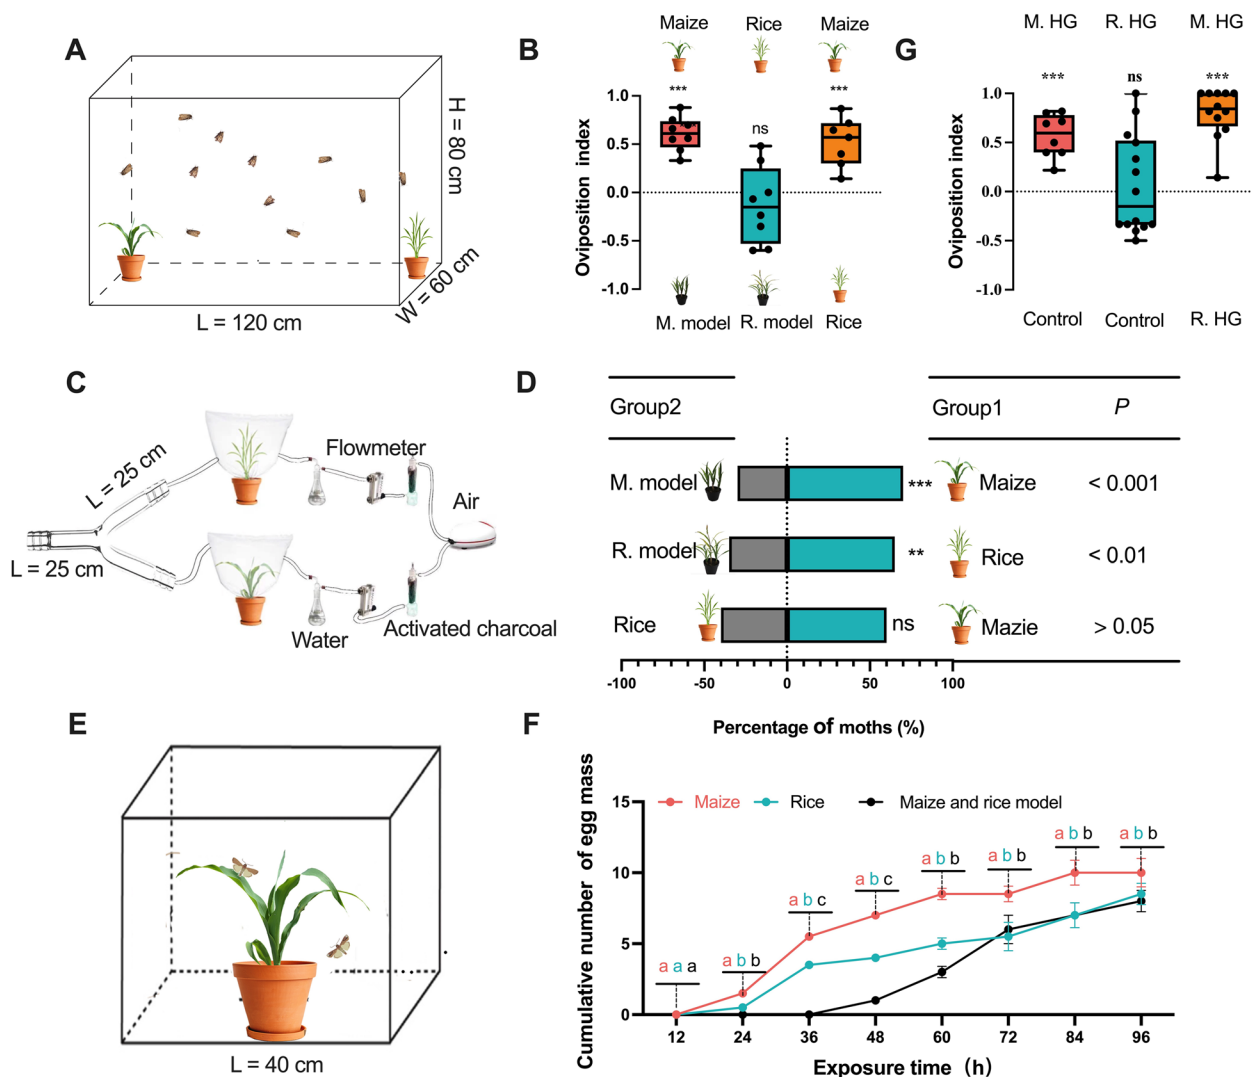 A
H = 80 cm
W = 60 cm
L = 120 cm
B
Maize
Rice
Maize
***
ns
***
1.0
0.5
0.0
-0.5
-1.0
Oviposition index
M. model
R. model
Rice
G
M. HG
R. HG
M. HG
***
ns
***
1.0
0.5
0.0
-0.5
-1.0
Oviposition index
Control
Control
R. HG
C
L = 25 cm
L = 25 cm
Flowmeter
Air
Water
Activated charcoal
D
Group2
Group1
P
M. model
***
Maize
< 0.001
R. model
**
Rice
< 0.01
Rice
ns
Mazie
> 0.05
-100
-50
0
50
100
Percentage of moths (%)
E
L = 40 cm
F
Cumulative number of egg mass
Maize
Rice
Maize and rice model
15
10
5
0
a a a
a b b
a b c
a b c
a b b
a b b
a b b
a b b
12
24
36
48
60
72
84
96
Exposure time (h)